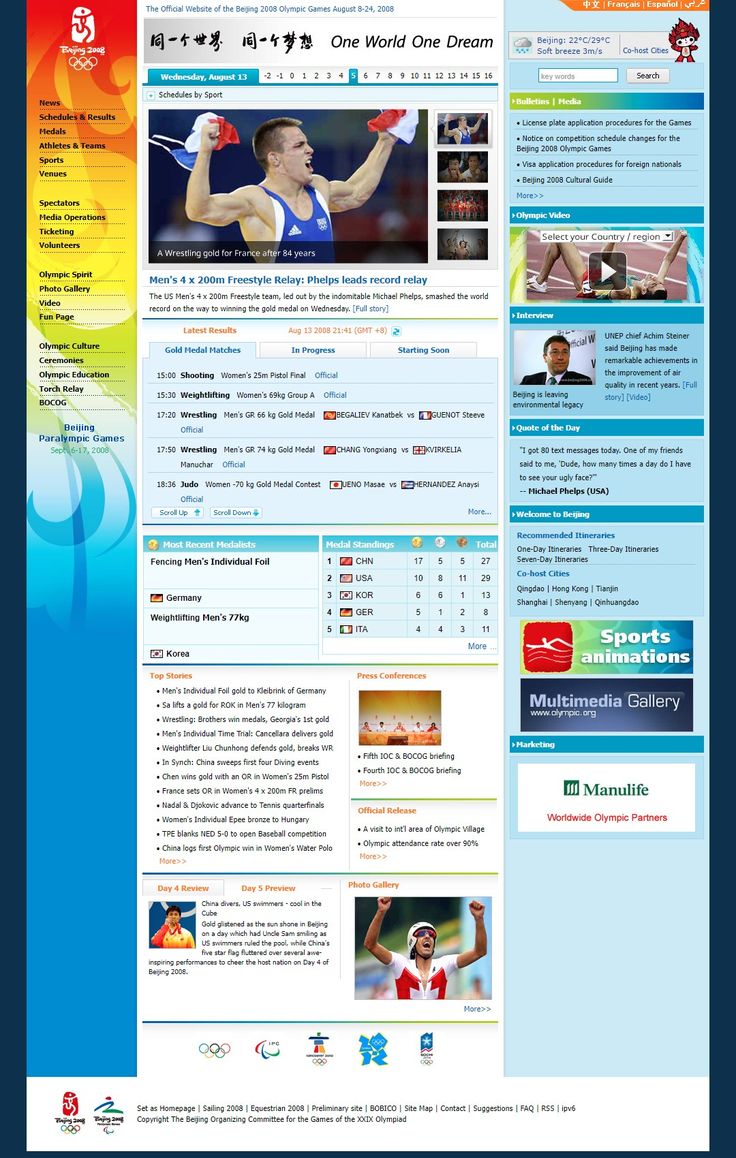 The Official Website of the Beijing 2008 Olympic Games August 8-24, 2008
中文 | Français | Español | عربي
Beijing 2008
同一个世界 同一个梦想 One World One Dream
Beijing: 22°C/29°C
Soft breeze 3m/s
Co-host Cities
Wednesday, August 13 -2 -1 0 1 2 3 4 5 6 7 8 9 10 11 12 13 14 15 16
key words Search
Schedules by Sport
News
Schedules & Results
Medals
Athletes & Teams
Sports
Venues
Spectators
Media Operations
Ticketing
Volunteers
Olympic Spirit
Photo Gallery
Video
Fun Page
Olympic Culture
Ceremonies
Olympic Education
Torch Relay
BOCOG
Beijing
Paralympic Games
Sept. 6-17, 2008
A Wrestling gold for France after 84 years
Men's 4 x 200m Freestyle Relay: Phelps leads record relay
The US Men's 4 x 200m Freestyle team, led out by the indomitable Michael Phelps, smashed the world
record on the way to winning the gold medal on Wednesday. [Full story]
Latest Results Aug 13 2008 21:41 (GMT +8)
Gold Medal Matches In Progress Starting Soon
15:00 Shooting Women's 25m Pistol Final Official
15:30 Weightlifting Women's 69kg Group A Official
17:20 Wrestling Men's GR 66 kg Gold Medal BEGALIEV Kanatbek vs GUENOT Steeve
Official
17:50 Wrestling Men's GR 74 kg Gold Medal CHANG Yongxiang vs KVIRKELIA
Manuchar Official
18:36 Judo Women -70 kg Gold Medal Contest UENO Masae vs HERNANDEZ Anaysi
Official
Scroll Up Scroll Down More...
Most Recent Medalists
Fencing Men's Individual Foil
Germany
Weightlifting Men's 77kg
Korea
Medal Standings Total
1 CHN 17 5 5 27
2 USA 10 8 11 29
3 KOR 6 6 1 13
4 GER 5 1 2 8
5 ITA 4 4 3 11
More ...
Top Stories
Men's Individual Foil gold to Kleibrink of Germany
Sa lifts a gold for ROK in Men's 77 kilogram
Wrestling: Brothers win medals, Georgia's 1st gold
Men's Individual Time Trial: Cancellara delivers gold
Weightlifter Liu Chunhong defends gold, breaks WR
In Synch: China sweeps first four Diving events
Chen wins gold with an OR in Women's 25m Pistol
France sets OR in Women's 4 x 200m FR prelims
Nadal & Djokovic advance to Tennis quarterfinals
Women's Individual Epee bronze to Hungary
TPE blanks NED 5-0 to open Baseball competition
China logs first Olympic win in Women's Water Polo
More>>
Press Conferences
Fifth IOC & BOCOG briefing
Fourth IOC & BOCOG briefing
More>>
Official Release
A visit to int'l area of Olympic Village
Olympic attendance rate over 90%
More>>
Day 4 Review Day 5 Preview
China divers, US swimmers - cool in the
Cube
Gold glistened as the sun shone in Beijing
on a day which had Uncle Sam smiling as
US swimmers ruled the pool, while China's
five star flag fluttered over several awe-
inspiring performances to cheer the host nation on Day 4 of
Beijing 2008.
Photo Gallery
More>>
Bulletins | Media
License plate application procedures for the Games
Notice on competition schedule changes for the
Beijing 2008 Olympic Games
Visa application procedures for foreign nationals
Beijing 2008 Cultural Guide
More>>
Olympic Video
Select your Country / region
Interview
UNEP chief Achim Steiner
said Beijing has made
remarkable achievements in
the improvement of air
quality in recent years. [Full
story] [Video]
Beijing is leaving
environmental legacy
Quote of the Day
"I got 80 text messages today. One of my friends
said to me, 'Dude, how many times a day do I have
to see your ugly face?'"
-- Michael Phelps (USA)
Welcome to Beijing
Recommended Itineraries
One-Day Itineraries Three-Day Itineraries
Seven-Day Itineraries
Co-host Cities
Qingdao | Hong Kong | Tianjin
Shanghai | Shenyang | Qinhuangdao
Sports
animations
Multimedia Gallery
www.olympic.org
Marketing
Manulife
Worldwide Olympic Partners
IPC
Beijing 2008
Beijing 2008
Set as Homepage | Sailing 2008 | Equestrian 2008 | Preliminary site | BOBICO | Site Map | Contact | Suggestions | FAQ | RSS | ipv6
Copyright The Beijing Organizing Committee for the Games of the XXIX Olympiad